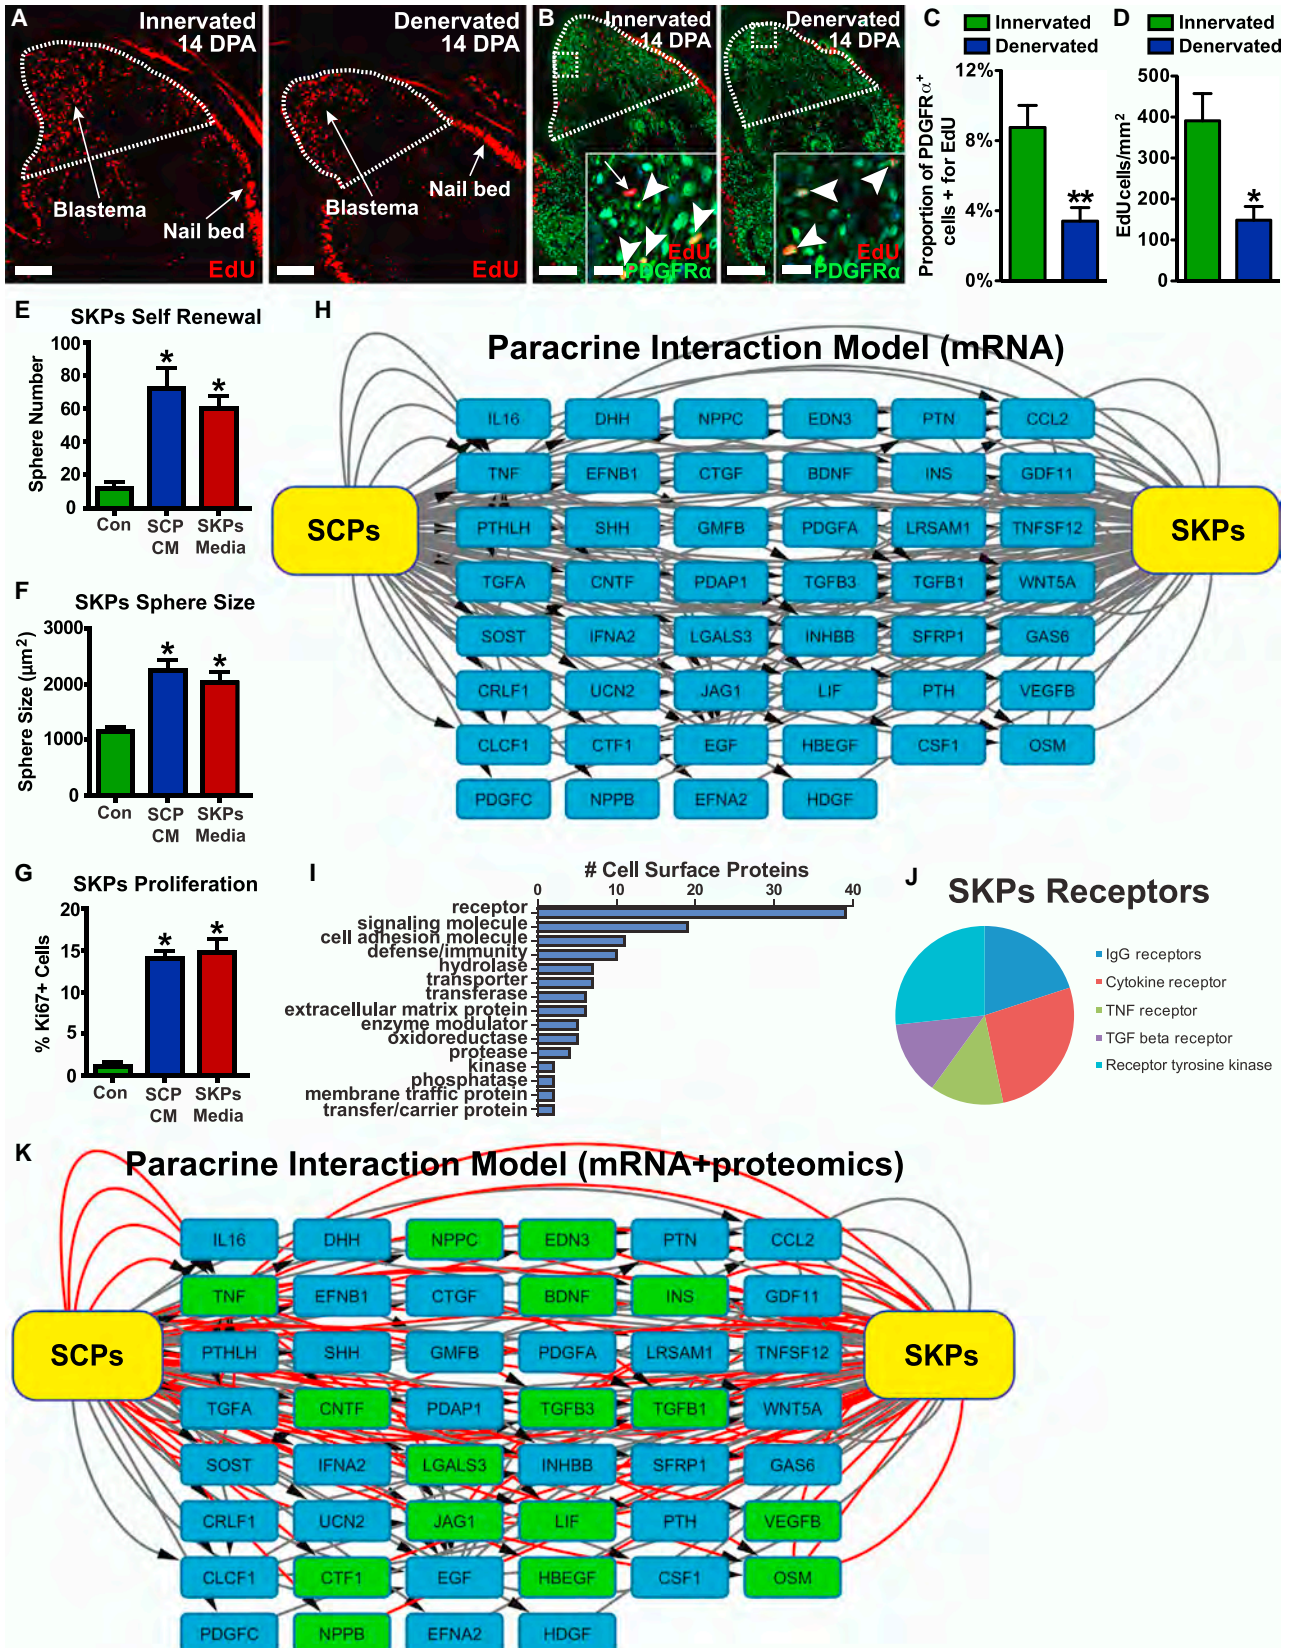 A
Innervated
14 DPA
Blastema
Nail bed
EdU
Denervated
14 DPA
Blastema
Nail bed
EdU
B
Innervated
14 DPA
EdU
PDGFRα
Denervated
14 DPA
EdU
PDGFRα
C
Innervated
Denervated
Proportion of PDGFRα+
cells + for EdU
12%
8%
4%
0%
**
D
Innervated
Denervated
EdU cells/mm2
500
400
300
200
100
0
*
E
SKPs Self Renewal
Sphere Number
100
80
60
40
20
0
*
*
Con
SCP
CM
SKPs
Media
F
SKPs Sphere Size
Sphere Size (µm2)
3000
2000
1000
0
*
*
Con
SCP
CM
SKPs
Media
G
SKPs Proliferation
% Ki67+ Cells
20
15
10
5
0
*
*
Con
SCP
CM
SKPs
Media
H
Paracrine Interaction Model (mRNA)
SCPs
SKPs
IL16 DHH NPPC EDN3 PTN CCL2
TNF EFNB1 CTGF BDNF INS GDF11
PTHLH SHH GMFB PDGFA LRSAM1 TNFSF12
TGFA CNTF PDAP1 TGFB3 TGFB1 WNT5A
SOST IFNA2 LGALS3 INHBB SFRP1 GAS6
CRLF1 UCN2 JAG1 LIF PTH VEGFB
CLCF1 CTF1 EGF HBEGF CSF1 OSM
PDGFC NPPB EFNA2 HDGF
I
# Cell Surface Proteins
0 10 20 30 40
receptor
signaling molecule
cell adhesion molecule
defense/immunity
hydrolase
transporter
transferase
extracellular matrix protein
enzyme modulator
oxidoreductase
protease
kinase
phosphatase
membrane traffic protein
transfer/carrier protein
J
SKPs Receptors
IgG receptors
Cytokine receptor
TNF receptor
TGF beta receptor
Receptor tyrosine kinase
K
Paracrine Interaction Model (mRNA+proteomics)
SCPs
SKPs
IL16 DHH NPPC EDN3 PTN CCL2
TNF EFNB1 CTGF BDNF INS GDF11
PTHLH SHH GMFB PDGFA LRSAM1 TNFSF12
TGFA CNTF PDAP1 TGFB3 TGFB1 WNT5A
SOST IFNA2 LGALS3 INHBB SFRP1 GAS6
CRLF1 UCN2 JAG1 LIF PTH VEGFB
CLCF1 CTF1 EGF HBEGF CSF1 OSM
PDGFC NPPB EFNA2 HDGF